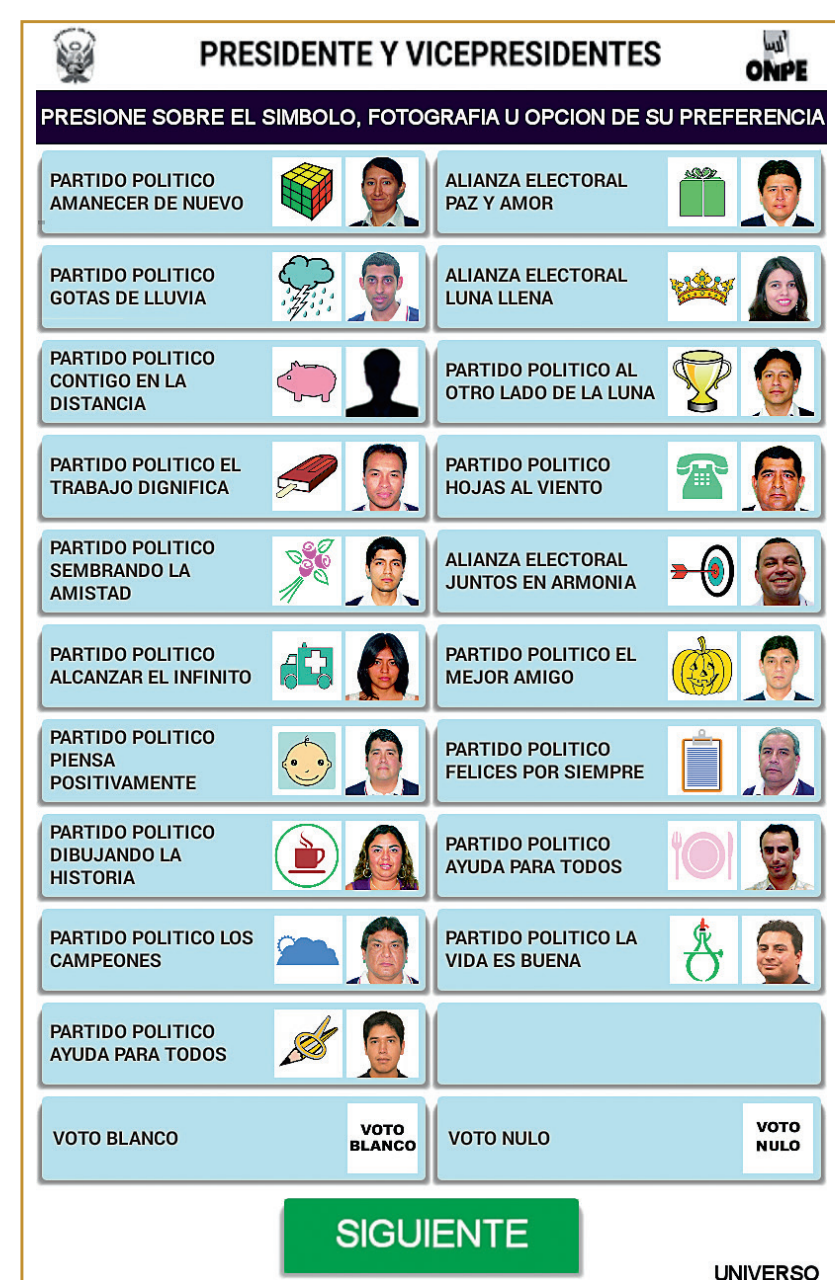 PRESIDENTE Y VICEPRESIDENTES
ONPE
PRESIONE SOBRE EL SIMBOLO, FOTOGRAFIA U OPCION DE SU PREFERENCIA
PARTIDO POLITICO
AMANECER DE NUEVO
ALIANZA ELECTORAL
PAZ Y AMOR
PARTIDO POLITICO
GOTAS DE LLUVIA
ALIANZA ELECTORAL
LUNA LLENA
PARTIDO POLITICO
CONTIGO EN LA
DISTANCIA
PARTIDO POLITICO AL
OTRO LADO DE LA LUNA
PARTIDO POLITICO EL
TRABAJO DIGNIFICA
PARTIDO POLITICO
HOJAS AL VIENTO
PARTIDO POLITICO
SEMBRANDO LA
AMISTAD
ALIANZA ELECTORAL
JUNTOS EN ARMONIA
PARTIDO POLITICO
ALCANZAR EL INFINITO
PARTIDO POLITICO EL
MEJOR AMIGO
PARTIDO POLITICO
PIENSA
POSITIVAMENTE
PARTIDO POLITICO
FELICES POR SIEMPRE
PARTIDO POLITICO
DIBUJANDO LA
HISTORIA
PARTIDO POLITICO
AYUDA PARA TODOS
PARTIDO POLITICO LOS
CAMPEONES
PARTIDO POLITICO LA
VIDA ES BUENA
PARTIDO POLITICO
AYUDA PARA TODOS
VOTO BLANCO
VOTO
BLANCO
VOTO NULO
VOTO
NULO
SIGUIENTE
UNIVERSO